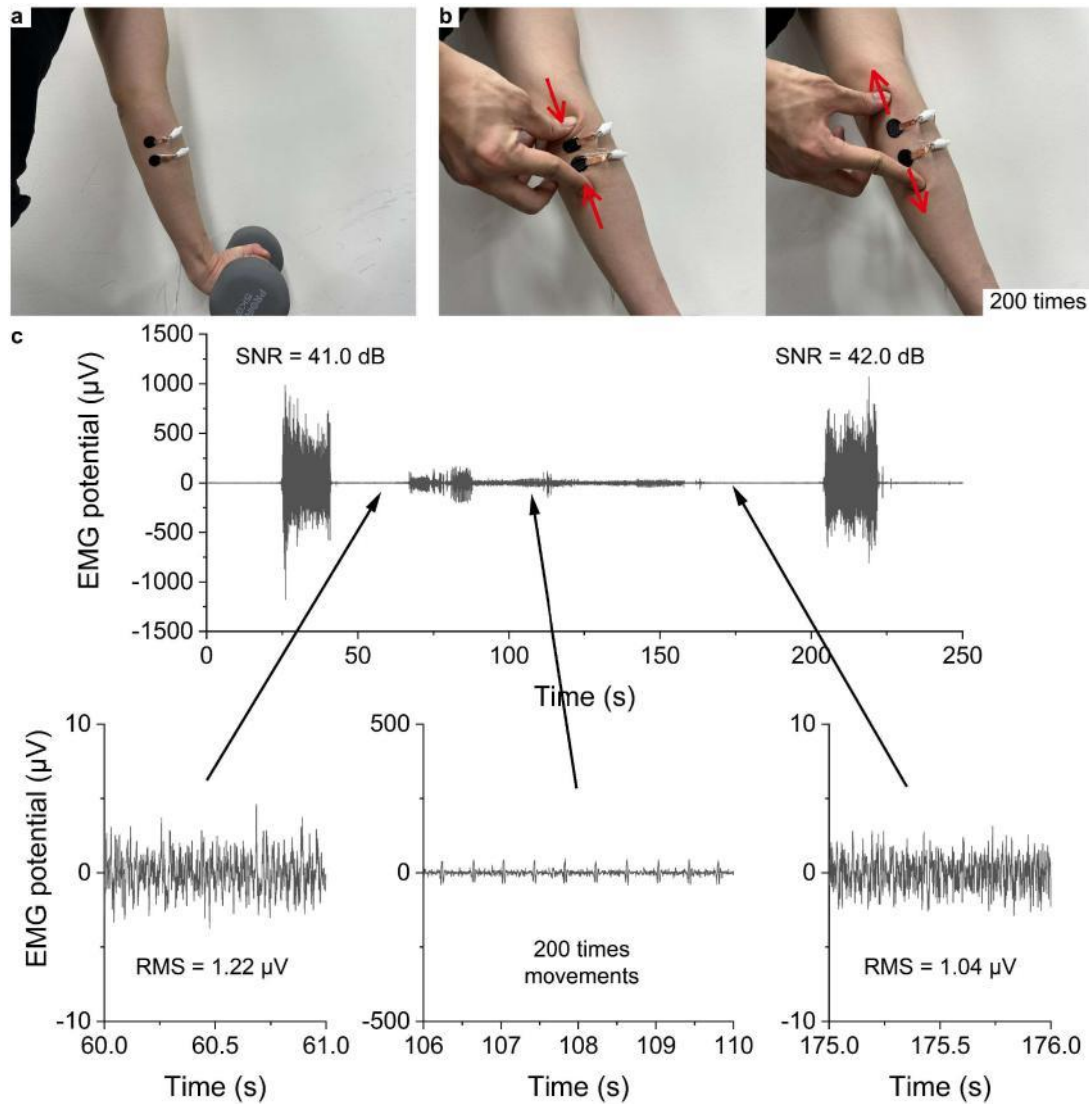 a
b
200 times
c
1500
1000
500
0
-500
-1000
-1500
EMG potential (µV)
SNR = 41.0 dB
SNR = 42.0 dB
0
50
100
150
200
250
Time (s)
10
0
-10
EMG potential (µV)
RMS = 1.22 µV
60.0
60.5
61.0
Time (s)
500
0
-500
200 times
movements
106
107
108
109
110
Time (s)
10
0
-10
RMS = 1.04 µV
175.0
175.5
176.0
Time (s)